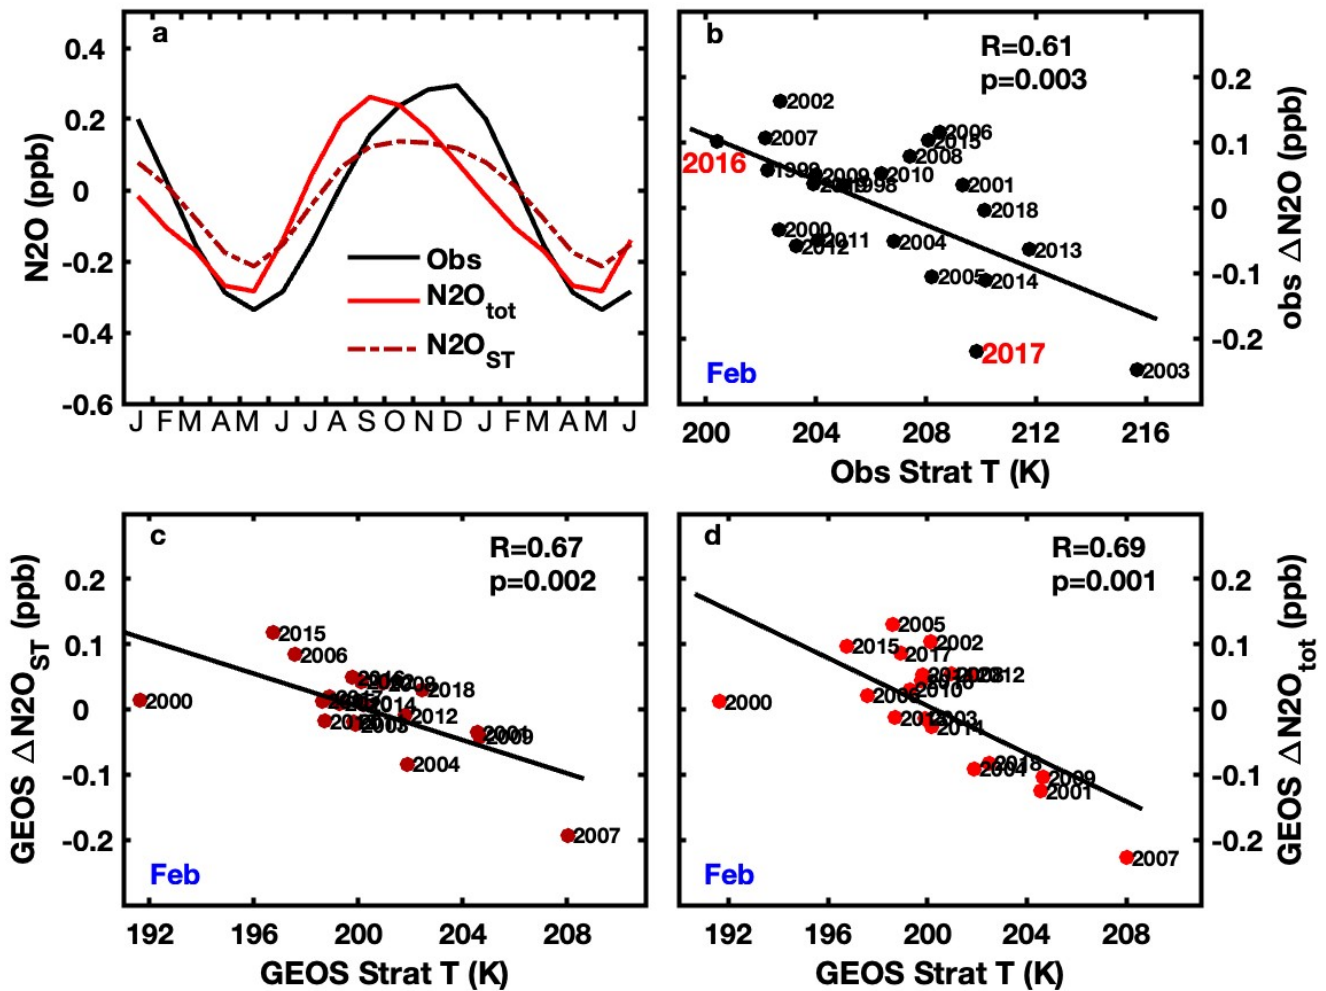 a
0.4
0.2
0
-0.2
-0.4
-0.6
N2O (ppb)
Obs
N2Otot
N2OST
J F M A M J J A S O N D J F M A M J
b
R=0.61
p=0.003
2002
2006
2007
2015
2016
2008
2009
2010
1998
2001
2018
2000
2011
2012
2004
2013
2005
2014
2017
2003
Feb
0.2
0.1
0
-0.1
-0.2
obs ΔN2O (ppb)
200 204 208 212 216
Obs Strat T (K)
c
R=0.67
p=0.002
2015
2006
2018
2000
2014
2012
2003
2001
2009
2004
2007
Feb
0.2
0.1
0
-0.1
-0.2
GEOS ΔN2OST (ppb)
192 196 200 204 208
GEOS Strat T (K)
d
R=0.69
p=0.001
2005
2002
2015
2017
2012
2010
2000
2003
2014
2018
2004
2009
2001
2007
Feb
0.2
0.1
0
-0.1
-0.2
GEOS ΔN2Otot (ppb)
192 196 200 204 208
GEOS Strat T (K)